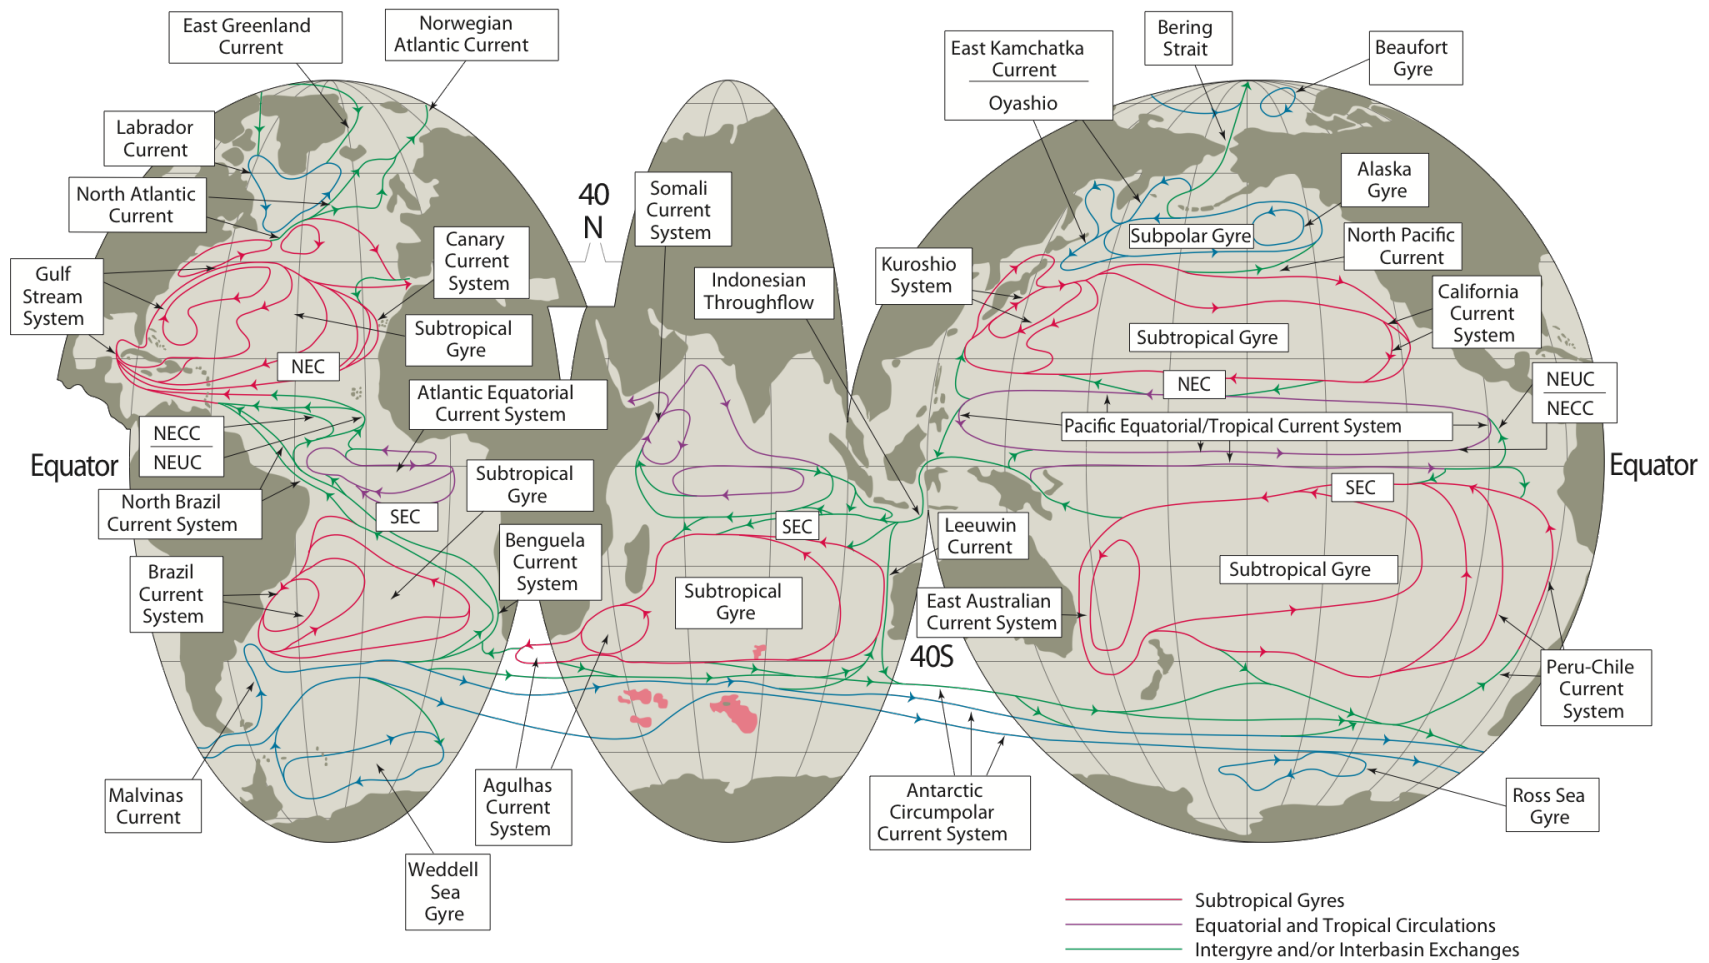 East Greenland
Current
Norwegian
Atlantic Current
East Kamchatka
Current
Oyashio
Bering
Strait
Beaufort
Gyre
Labrador
Current
North Atlantic
Current
40
N
Somali
Current
System
Alaska
Gyre
Subpolar Gyre
North Pacific
Current
Gulf
Stream
System
Canary
Current
System
Indonesian
Throughflow
Kuroshio
System
California
Current
System
Subtropical
Gyre
Subtropical Gyre
NEC
NEC
Atlantic Equatorial
Current System
NEUC
NECC
NECC
NEUC
Pacific Equatorial/Tropical Current System
Equator
Equator
North Brazil
Current System
Subtropical
Gyre
SEC
SEC
SEC
Benguela
Current
System
Leeuwin
Current
Brazil
Current
System
Subtropical
Gyre
Subtropical Gyre
East Australian
Current System
40S
Peru-Chile
Current
System
Malvinas
Current
Agulhas
Current
System
Antarctic
Circumpolar
Current System
Ross Sea
Gyre
Weddell
Sea
Gyre
Subtropical Gyres
Equatorial and Tropical Circulations
Intergyre and/or Interbasin Exchanges